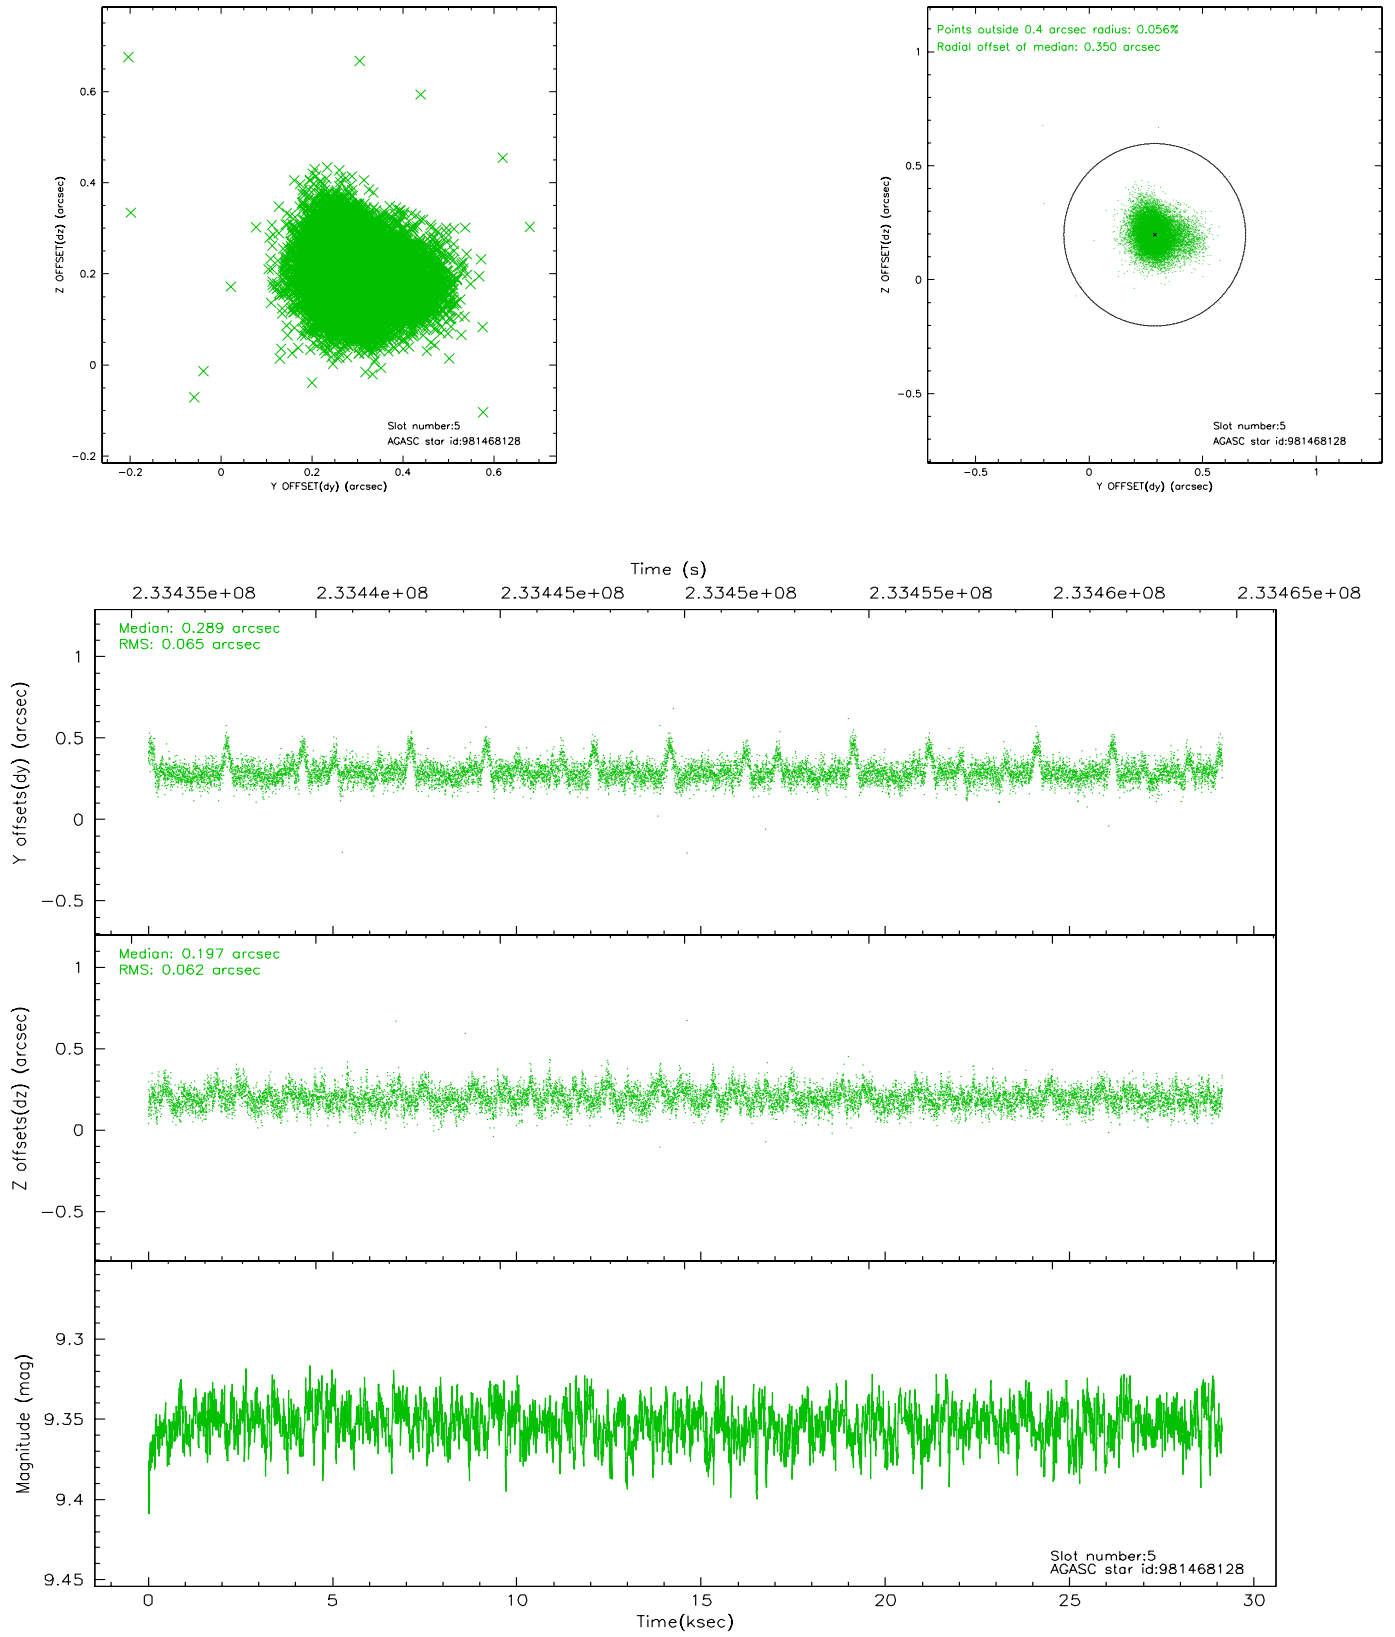 0.6
0.4
0.2
0
−0.2
Z OFFSET(dz) (arcsec)
−0.2 0 0.2 0.4 0.6
Y OFFSET(dy) (arcsec)
Slot number:5
AGASC star id:981468128
Points outside 0.4 arcsec radius: 0.056%
Radial offset of median: 0.350 arcsec
1
0.5
0
−0.5
Z OFFSET(dz) (arcsec)
−0.5 0 0.5 1
Y OFFSET(dy) (arcsec)
Slot number:5
AGASC star id:981468128
Time (s)
2.33435e+08 2.3344e+08 2.33445e+08 2.3345e+08 2.33455e+08 2.3346e+08 2.33465e+08
Median: 0.289 arcsec
RMS: 0.065 arcsec
1
0.5
0
−0.5
Y offsets(dy) (arcsec)
Median: 0.197 arcsec
RMS: 0.062 arcsec
1
0.5
0
−0.5
Z offsets(dz) (arcsec)
9.3
9.35
9.4
9.45
Magnitude (mag)
Slot number:5
AGASC star id:981468128
0 5 10 15 20 25 30
Time(ksec)